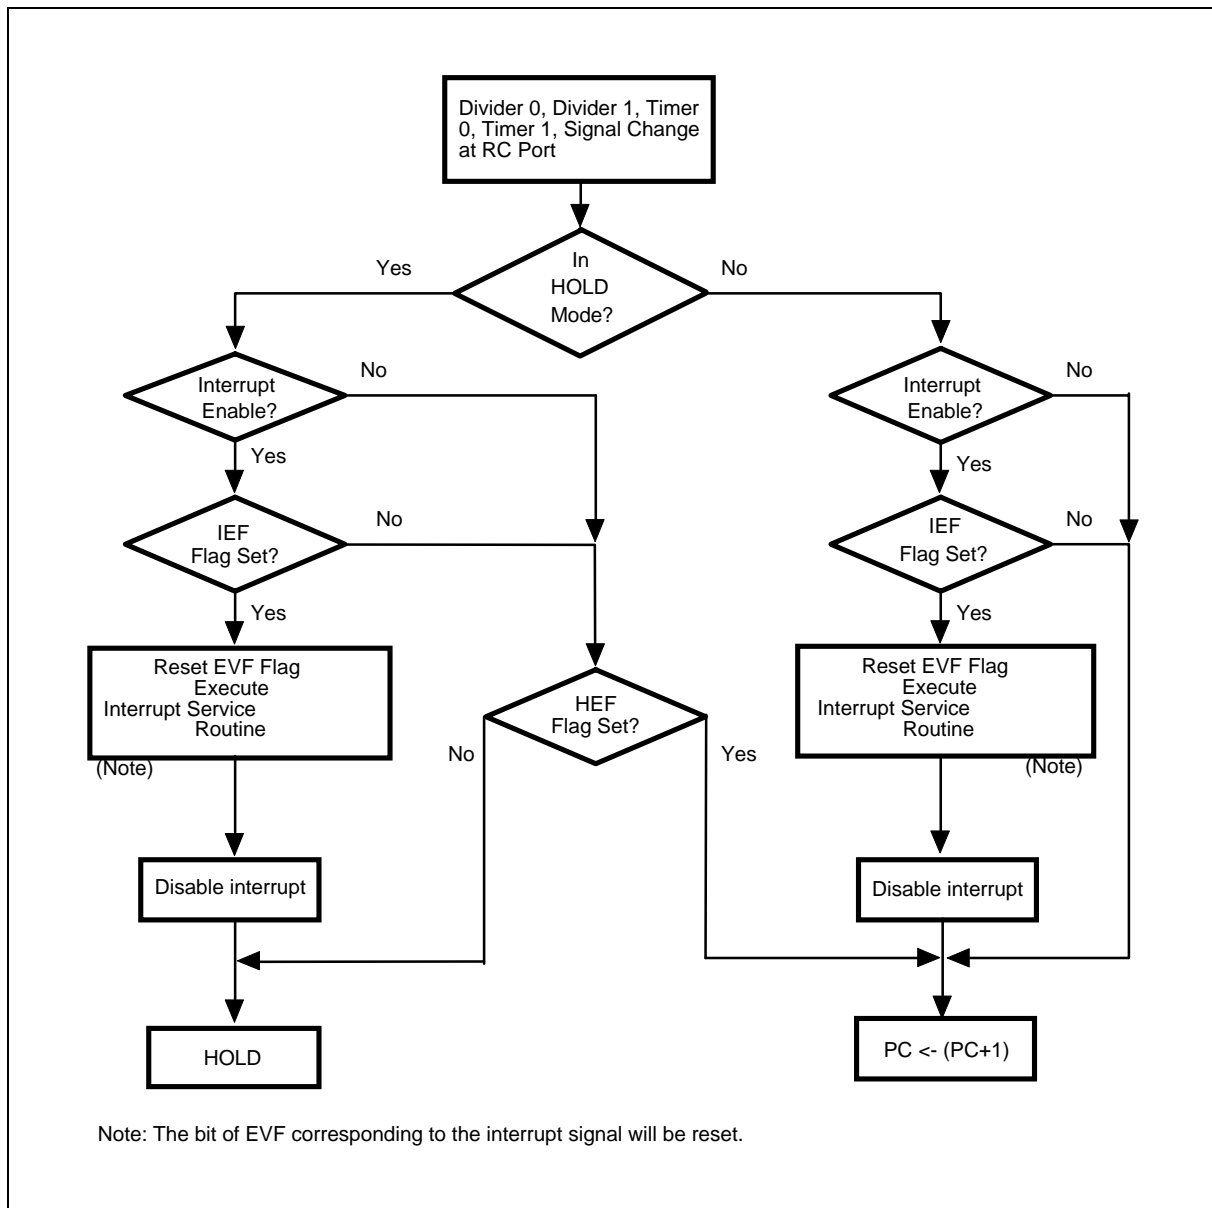 Divider 0, Divider 1, Timer
0, Timer 1, Signal Change
at RC Port
In
HOLD
Mode?
Yes
No
Interrupt
Enable?
No
Yes
IEF
Flag Set?
No
Yes
Reset EVF Flag
Execute
Interrupt Service
Routine
(Note)
Disable interrupt
HOLD
HEF
Flag Set?
No
Yes
Interrupt
Enable?
No
Yes
IEF
Flag Set?
No
Yes
Reset EVF Flag
Execute
Interrupt Service
Routine
(Note)
Disable interrupt
PC <- (PC+1)
Note: The bit of EVF corresponding to the interrupt signal will be reset.